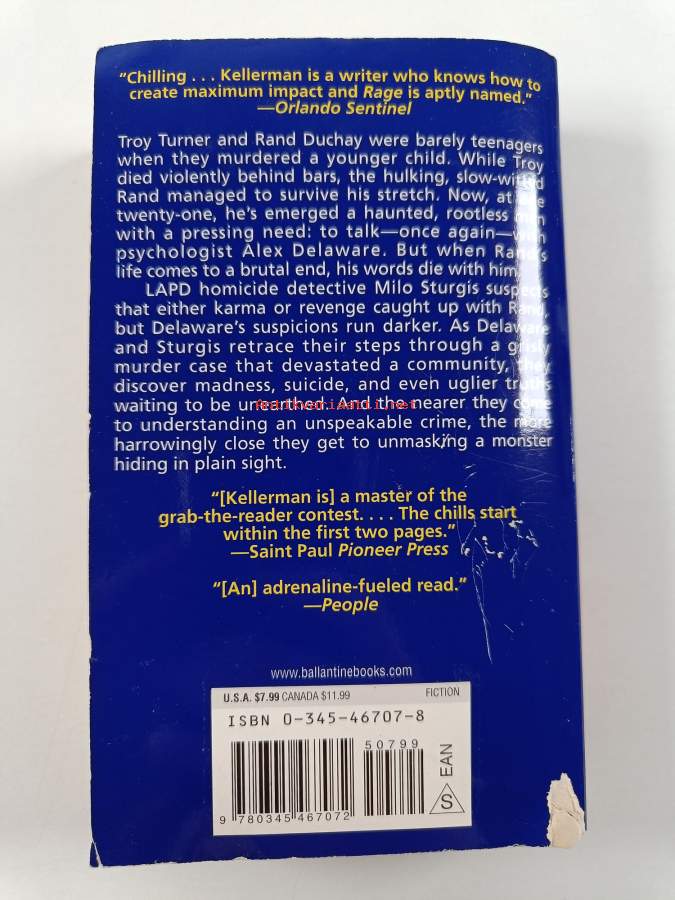 “Chilling . . . Kellerman is a writer who knows how to
create maximum impact and Rage is aptly named.”
—Orlando Sentinel
Troy Turner and Rand Duchay were barely teenagers
when they murdered a younger child. While Troy
died violently behind bars, the hulking, slow-witted
Rand managed to survive his stretch. Now, at
twenty-one, he’s emerged a haunted, rootless
with a pressing need: to talk—once again—with
psychologist Alex Delaware. But when Rand’s
life comes to a brutal end, his words die with him.
LAPD homicide detective Milo Sturgis suspects
that either karma or revenge caught up with Rand,
but Delaware’s suspicions run darker. As Delaware
and Sturgis retrace their steps through a grisly
murder case that devastated a community, they
discover madness, suicide, and even uglier truths
waiting to be unearthed. And the nearer they come
to understanding an unspeakable crime, the more
harrowingly close they get to unmasking a monster
hiding in plain sight.
“[Kellerman is] a master of the
grab-the-reader contest. . . . The chills start
within the first two pages.”
—Saint Paul Pioneer Press
“[An] adrenaline-fueled read.”
—People
www.ballantinebooks.com
U.S.A. $7.99 CANADA $11.99 FICTION
ISBN 0-345-46707-8
50799
EAN
S
9 780345 467072